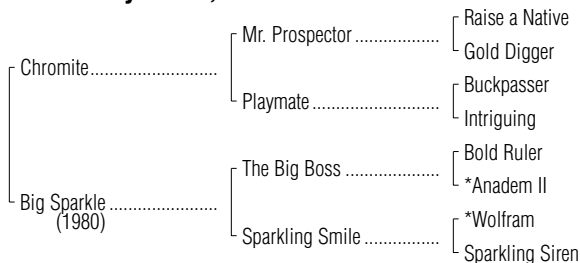 Raise a Native
Mr. Prospector
Gold Digger
Chromite
Buckpasser
Playmate
Intriguing
Bold Ruler
The Big Boss
*Anadem II
Big Sparkle
(1980)
*Wolfram
Sparkling Smile
Sparkling Siren